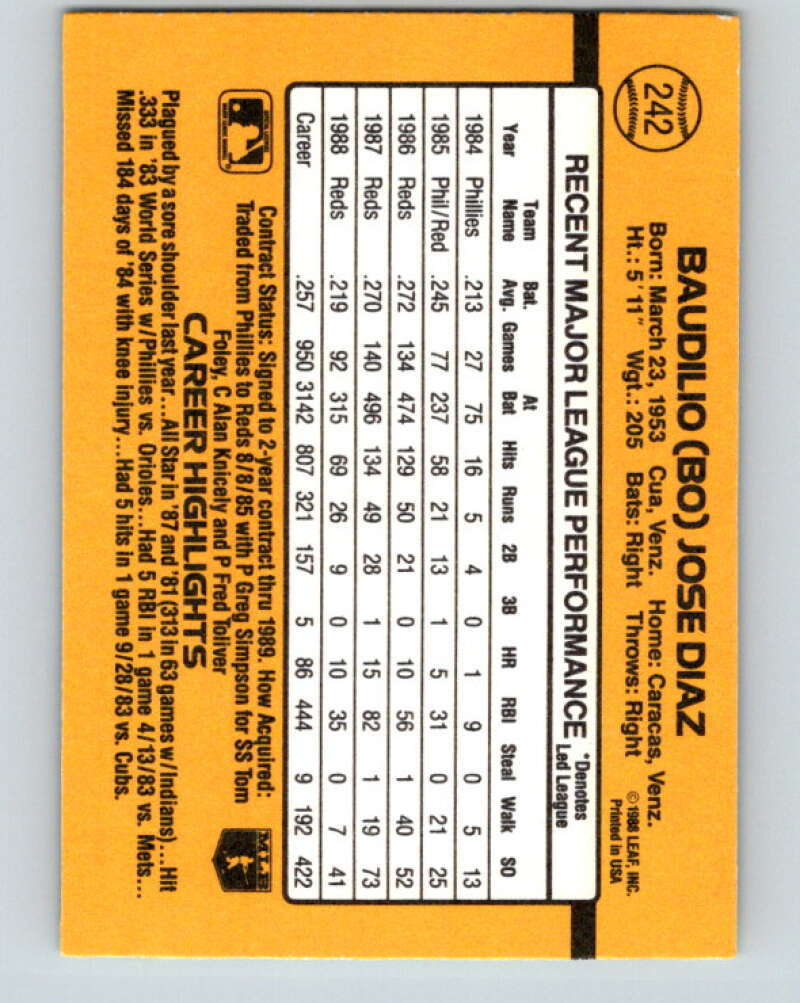 242
BAUDILIO (BO) JOSE DIAZ
Born: March 23, 1953 Cua, Venz. Home: Caracas, Venz.
Ht.: 5'11" Wgt.: 205 Bats: Right Throws: Right
©1988 LEAF, INC.
Printed in USA
RECENT MAJOR LEAGUE PERFORMANCE
*Denotes
Led League
Year Team Name Bat. Avg. Games At Bat Hits Runs 2B 3B HR RBI Steal Walk SO
1984 Phillies .213 27 75 16 5 4 0 1 9 0 5 13
1985 Phil/Red .245 77 237 58 21 13 1 5 31 0 21 25
1986 Reds .272 134 474 129 50 21 0 10 56 1 40 52
1987 Reds .270 140 496 134 49 28 1 15 82 1 19 73
1988 Reds .219 92 315 69 26 9 0 10 35 0 7 41
Career .257 950 3142 807 321 157 5 86 444 9 192 422
Contract Status: Signed to 2-year contract thru 1989. How Acquired:
Traded from Phillies to Reds 8/8/85 with P Greg Simpson for SS Tom
Foley, C Alan Knicely and P Fred Toliver
MLB
CAREER HIGHLIGHTS
Plagued by a sore shoulder last year...All Star in '87 and '81 (313 in 63 games w/Indians)...Hit
.333 in '83 World Series w/Phillies vs. Orioles...Had 5 RBI in 1 game 4/13/83 vs. Mets...
Missed 184 days of '84 with knee injury...Had 5 hits in 1 game 9/28/83 vs. Cubs.